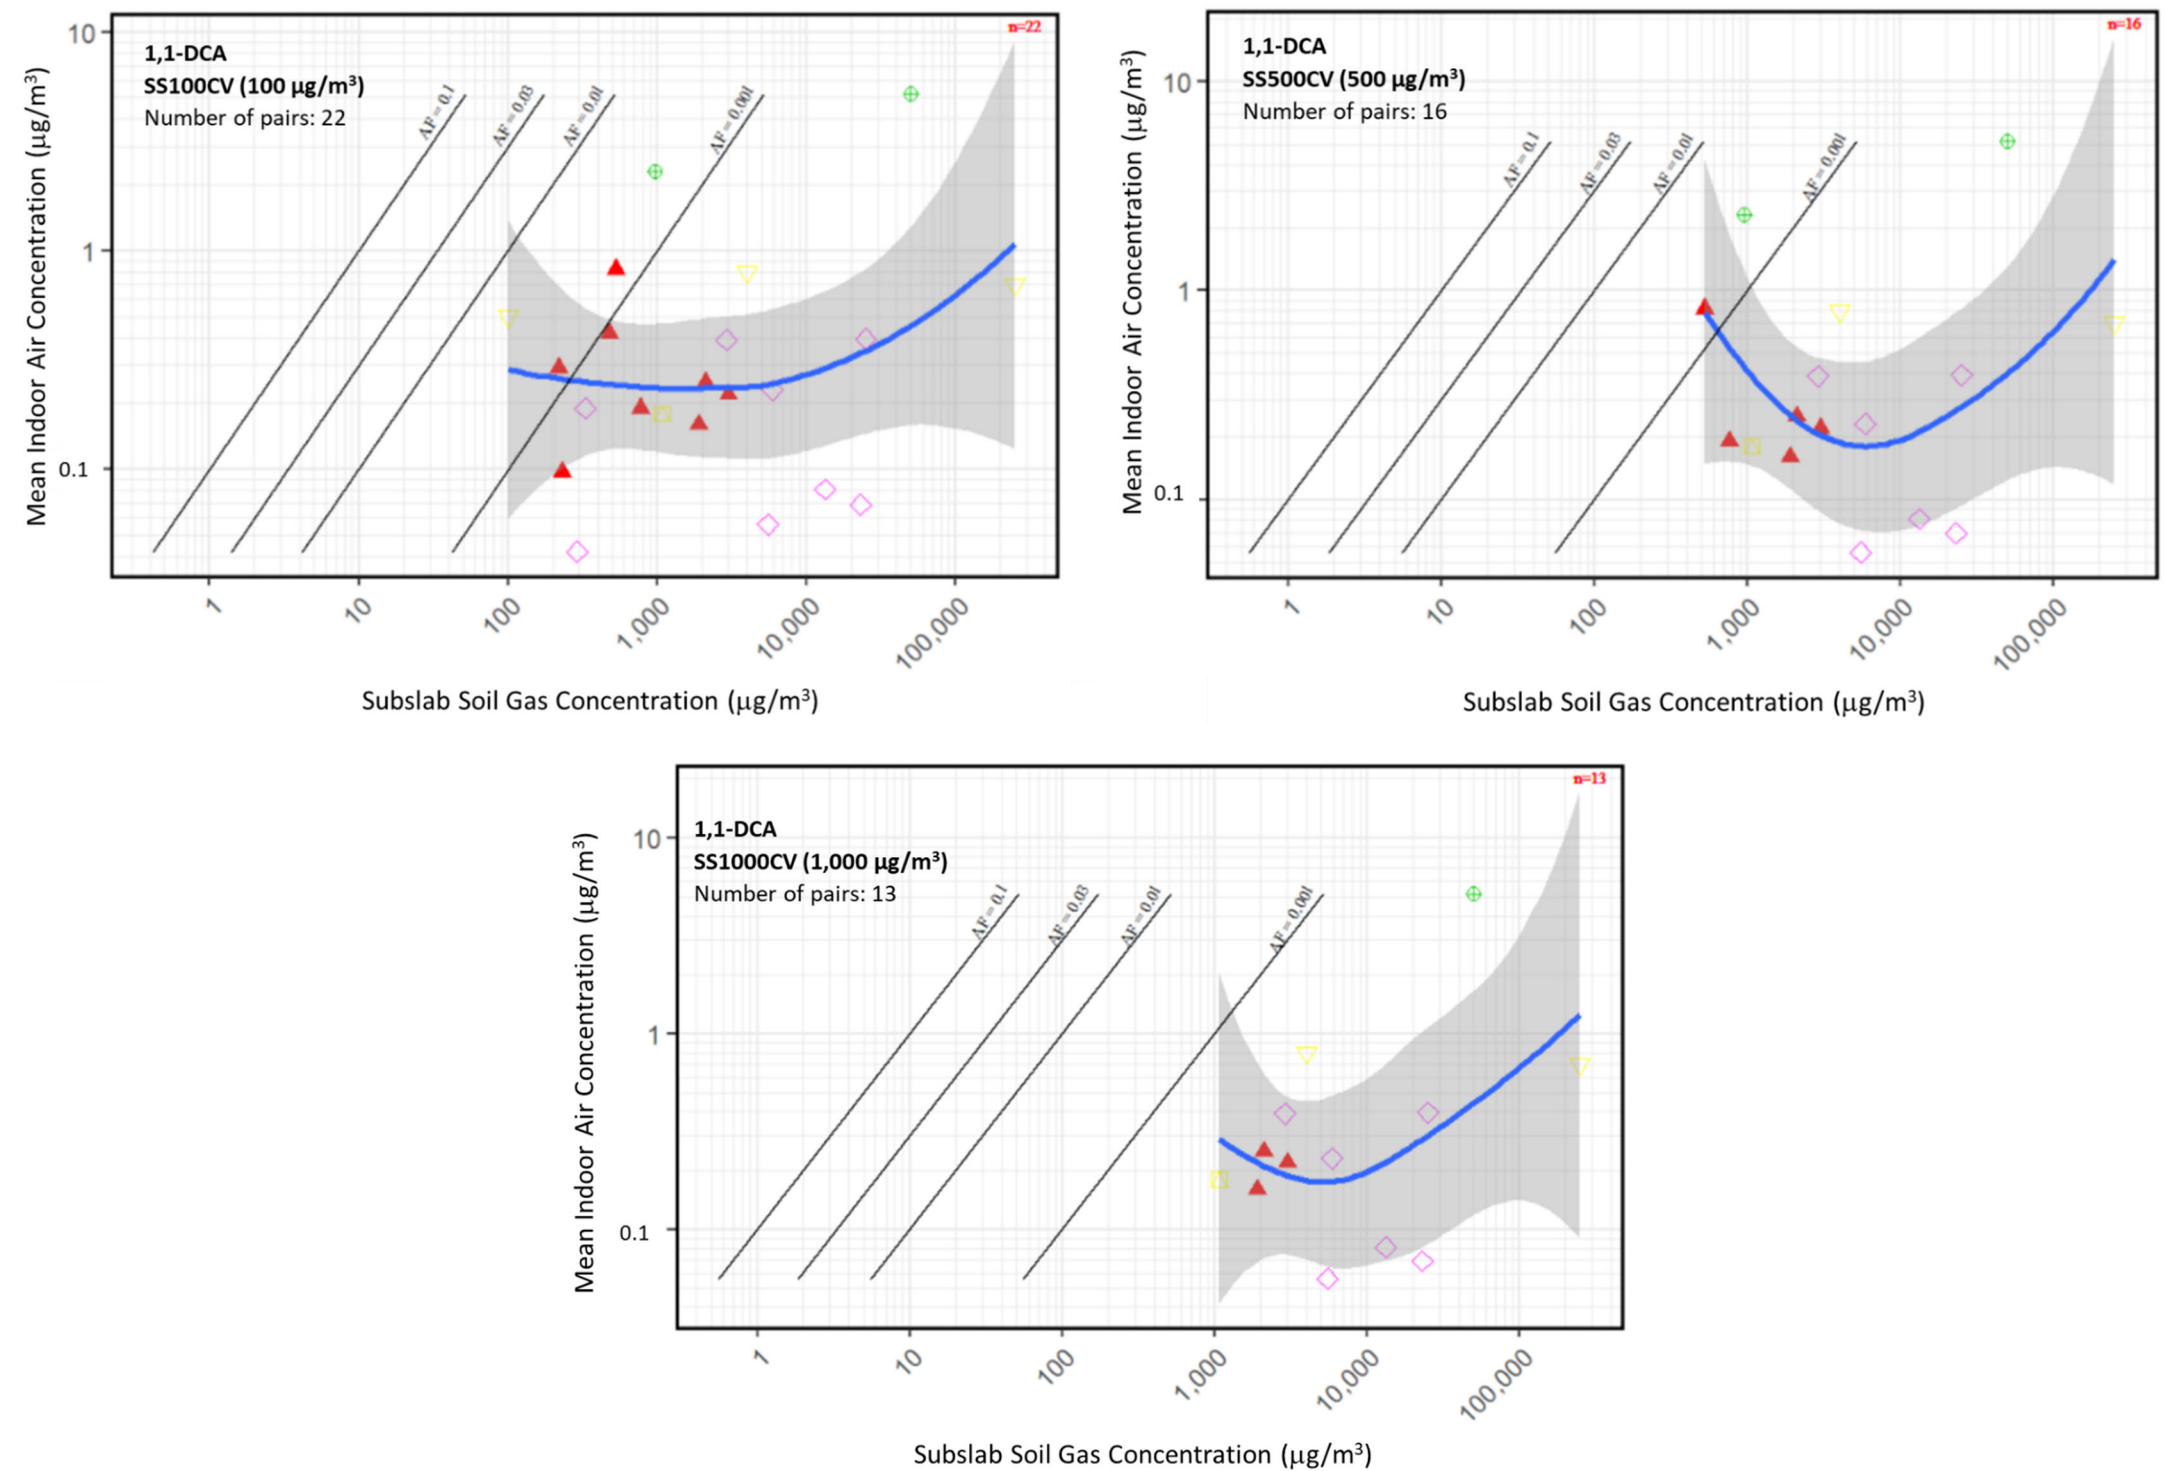 n=22
1,1-DCA
SS100CV (100 µg/m³)
Number of pairs: 22
AF = 0.1
AF = 0.03
AF = 0.01
AF = 0.001
Mean Indoor Air Concentration (µg/m³)
10
1
0.1
1
10
100
1,000
10,000
100,000
Subslab Soil Gas Concentration (µg/m³)
n=16
1,1-DCA
SS500CV (500 µg/m³)
Number of pairs: 16
AF = 0.1
AF = 0.03
AF = 0.01
AF = 0.001
Mean Indoor Air Concentration (µg/m³)
10
1
0.1
1
10
100
1,000
10,000
100,000
Subslab Soil Gas Concentration (µg/m³)
n=13
1,1-DCA
SS1000CV (1,000 µg/m³)
Number of pairs: 13
AF = 0.1
AF = 0.03
AF = 0.01
AF = 0.001
Mean Indoor Air Concentration (µg/m³)
10
1
0.1
1
10
100
1,000
10,000
100,000
Subslab Soil Gas Concentration (µg/m³)